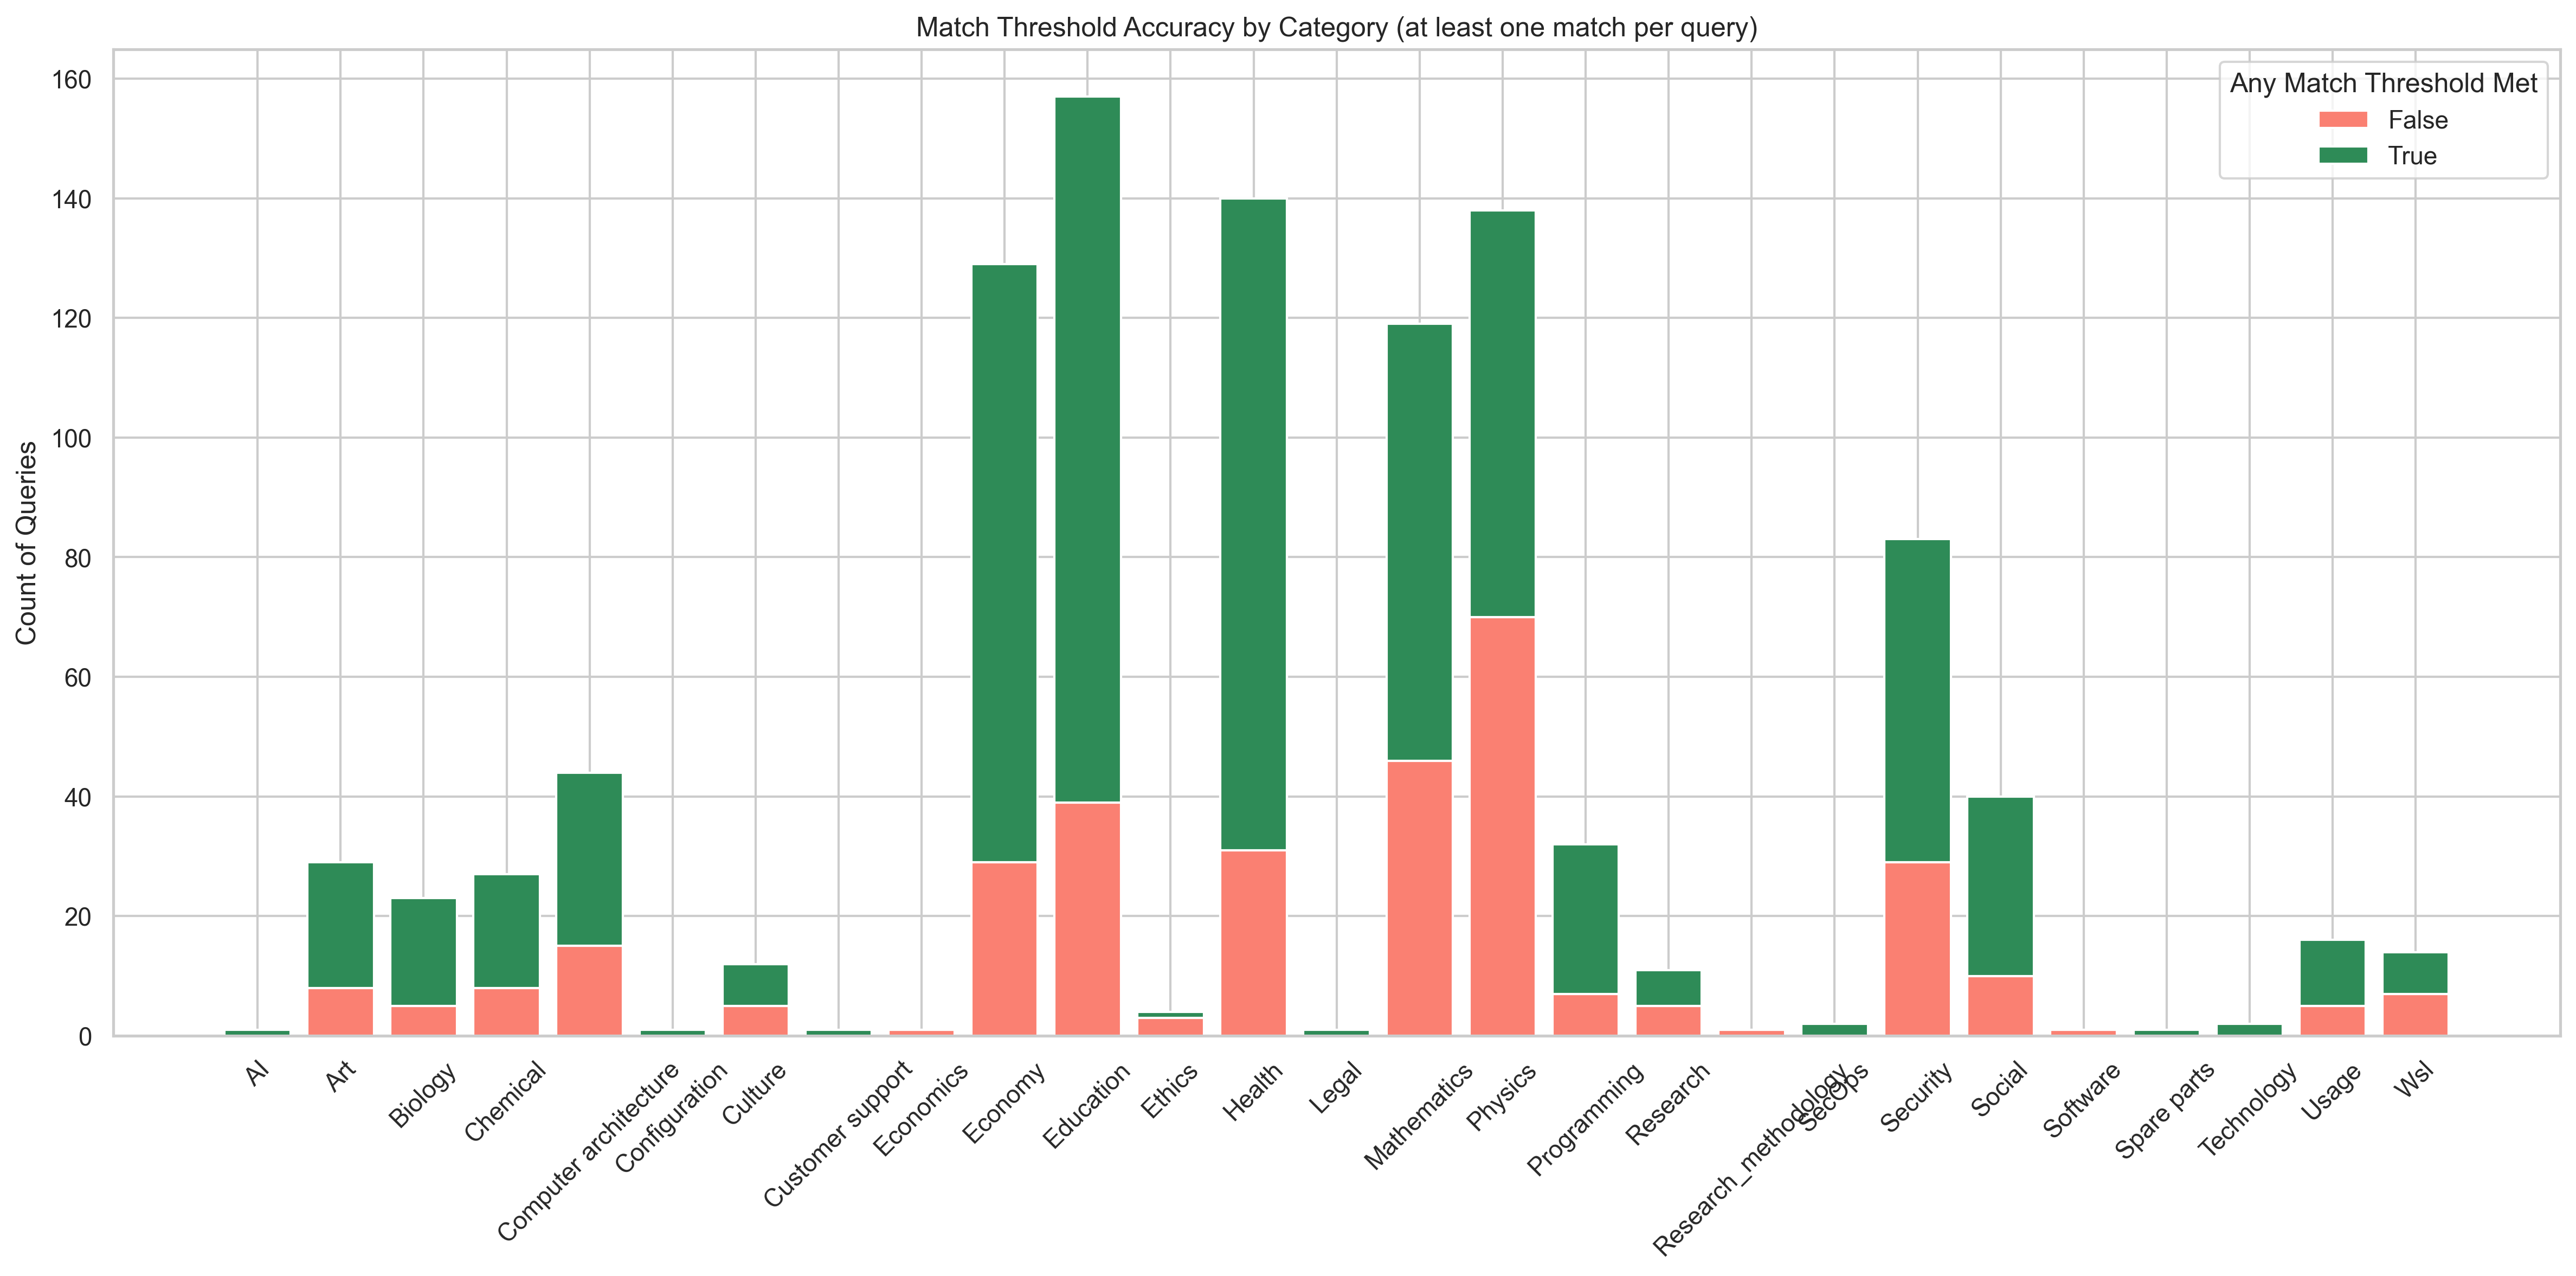 Match Threshold Accuracy by Category (at least one match per query)
Any Match Threshold Met
False
True
Count of Queries
160
140
120
100
80
60
40
20
0
AI
Art
Biology
Chemical
Computer architecture
Configuration
Culture
Customer support
Economics
Economy
Education
Ethics
Health
Legal
Mathematics
Physics
Programming
Research
Research_methodology
SecOps
Security
Social
Software
Spare parts
Technology
Usage
Wsl